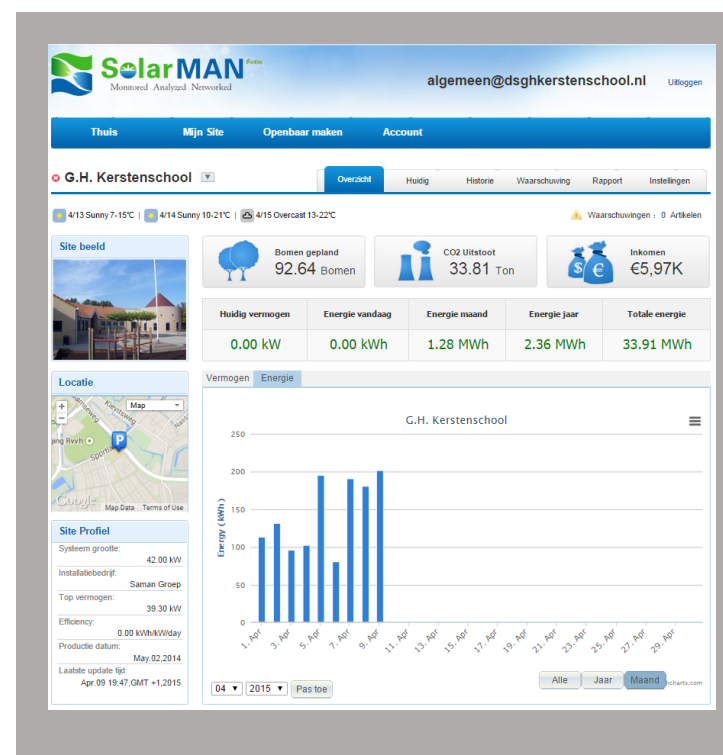 SolarMAN Beta
Monitored Analyzed Networked
algemeen@dsghkerstenschool.nl Uitloggen
Thuis Mijn Site Openbaar maken Account
G.H. Kerstenschool
Overzicht Huidig Historie Waarschuwing Rapport Instellingen
4/13 Sunny 7-15℃ | 4/14 Sunny 10-21℃ | 4/15 Overcast 13-22℃
Waarschuwingen : 0 Artikelen
Site beeld
Bomen gepland
92.64 Bomen
CO2 Uitstoot
33.81 Ton
$ €
Inkomen
€5,97K
Huidig vermogen Energie vandaag Energie maand Energie jaar Totale energie
0.00 kW 0.00 kWh 1.28 MWh 2.36 MWh 33.91 MWh
Locatie
+
−
Map
Kievitsweg
P
Google
Map Data Terms of Use
Site Profiel
Systeem grootte:
42.00 kW
Installatiebedrijf:
Saman Groep
Top vermogen:
39.30 kW
Efficiency:
0.00 kWh/kW/day
Productie datum:
May.02,2014
Laatste update tijd:
Apr.09 19:47,GMT +1,2015
Vermogen Energie
G.H. Kerstenschool
Energy ( kWh )
250
200
150
100
50
0
1. Apr 3. Apr 5. Apr 7. Apr 9. Apr 11. Apr 13. Apr 15. Apr 17. Apr 19. Apr 21. Apr 23. Apr 25. Apr 27. Apr 29. Apr
04 2015 Pas toe
Alle Jaar Maand